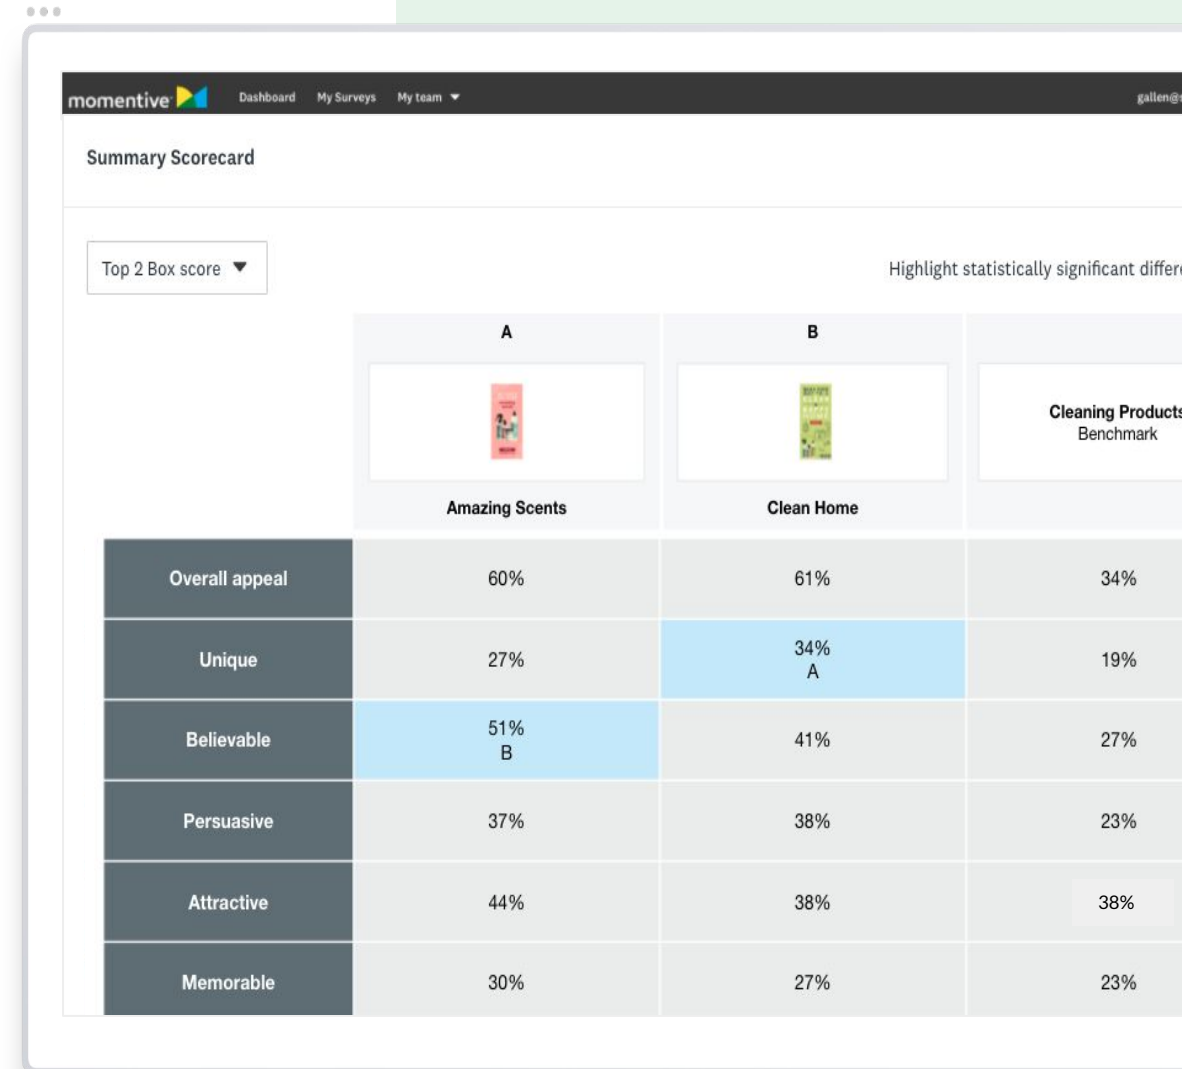 momentive
Dashboard My Surveys My team
Summary Scorecard
Top 2 Box score
Highlight statistically significant
A B
Cleaning Products
Benchmark
Amazing Scents Clean Home
Overall appeal 60% 61% 34%
Unique 27% 34% A 19%
Believable 51% B 41% 27%
Persuasive 37% 38% 23%
Attractive 44% 38% 38%
Memorable 30% 27% 23%